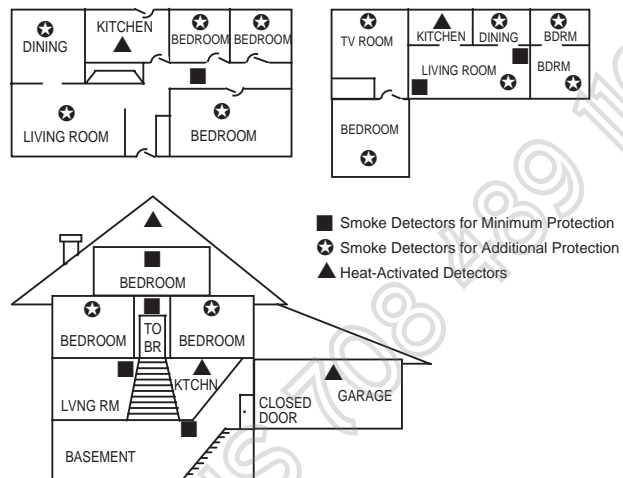 DINING
KITCHEN
BEDROOM
BEDROOM
LIVING ROOM
BEDROOM
TV ROOM
KITCHEN
DINING
BDRM
LIVING ROOM
BDRM
BEDROOM
Smoke Detectors for Minimum Protection
Smoke Detectors for Additional Protection
Heat-Activated Detectors
BEDROOM
BEDROOM
TO
BR
BEDROOM
LVNG RM
KTCHN
CLOSED
DOOR
GARAGE
BASEMENT
708 489